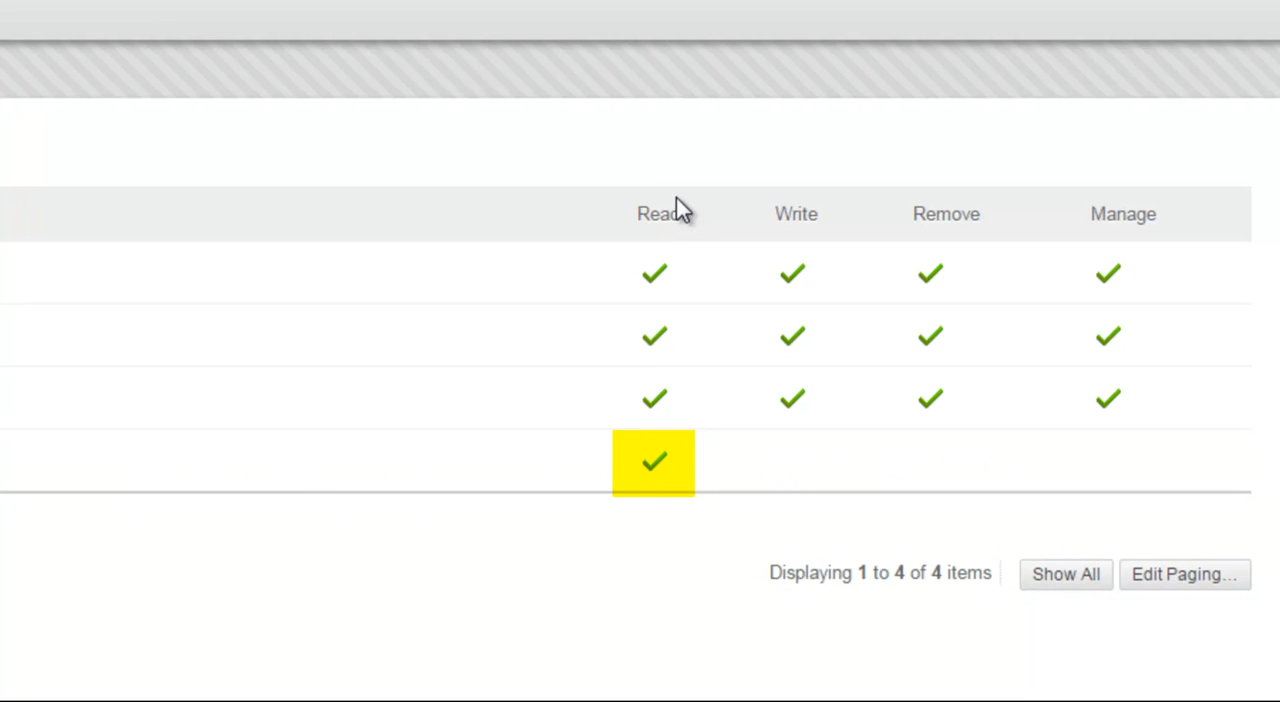 Read Write Remove Manage
Displaying 1 to 4 of 4 items Show All Edit Paging...